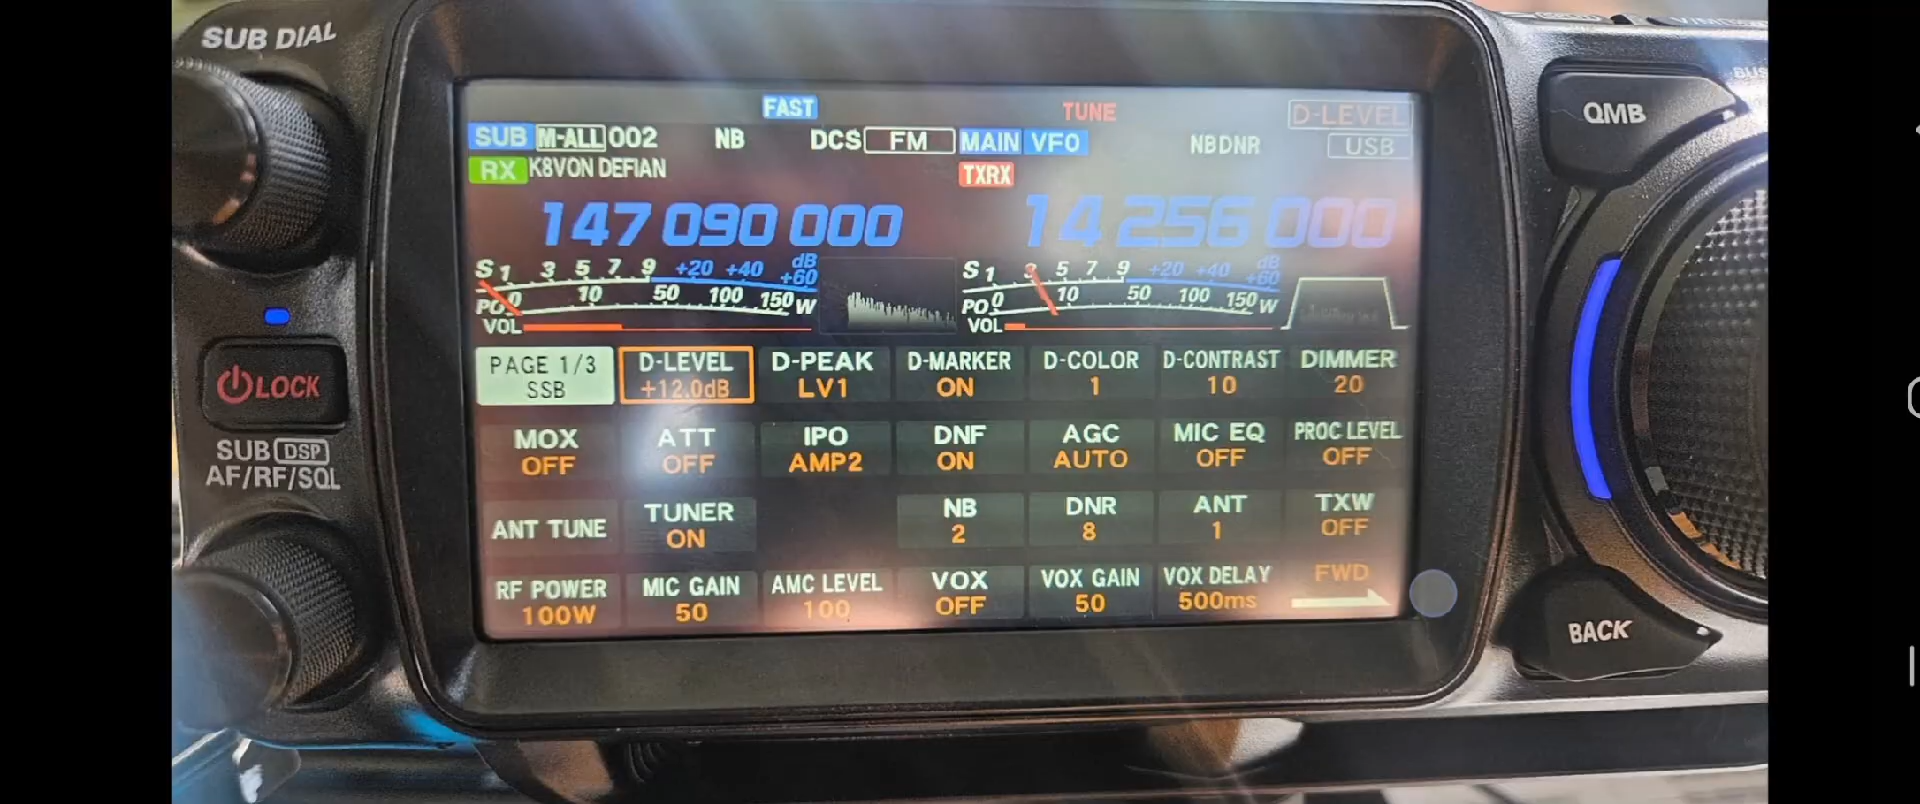 SUB DIAL
FAST
TUNE
D-LEVEL
SUB M-ALL 002 NB DCS FM MAIN VFO NB DNR USB
RX K8VON DEFIAN
TXRX
147 090 000
14 256 000
S 1 3 5 7 9 +20 +40 +60 dB
PO 0 10 50 100 150 W
VOL
S 1 3 5 7 9 +20 +40 +60 dB
PO 0 10 50 100 150 W
VOL
PAGE 1/3 D-LEVEL D-PEAK D-MARKER D-COLOR D-CONTRAST DIMMER
SSB +12.0dB LV1 ON 1 10 20
MOX ATT IPO DNF AGC MIC EQ PROC LEVEL
OFF OFF AMP2 ON AUTO OFF OFF
ANT TUNE TUNER NB DNR ANT TXW
ON 2 8 1 OFF
RF POWER MIC GAIN AMC LEVEL VOX VOX GAIN VOX DELAY FWD
100W 50 100 OFF 50 500ms
LOCK
SUB DSP
AF/RF/SQL
QMB
BACK